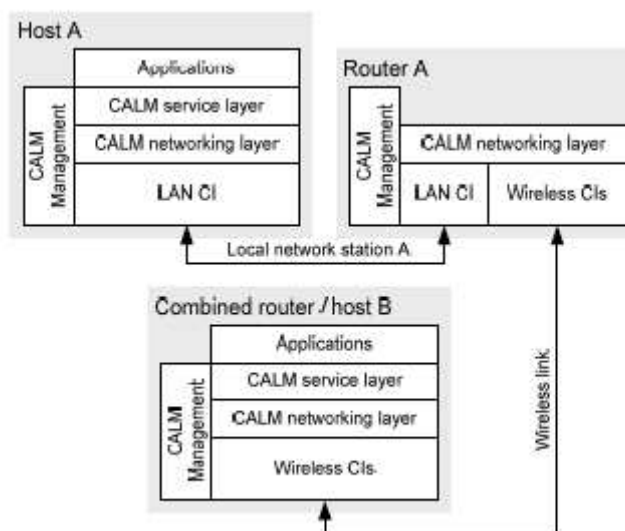 Host A
Applications
CALM service layer
CALM networking layer
LAN CI
CALM
Management
Router A
CALM networking layer
LAN CI
Wireless CIs
CALM
Management
Local network station A
Combined router / host B
Applications
CALM service layer
CALM networking layer
Wireless CIs
CALM
Management
Wireless link